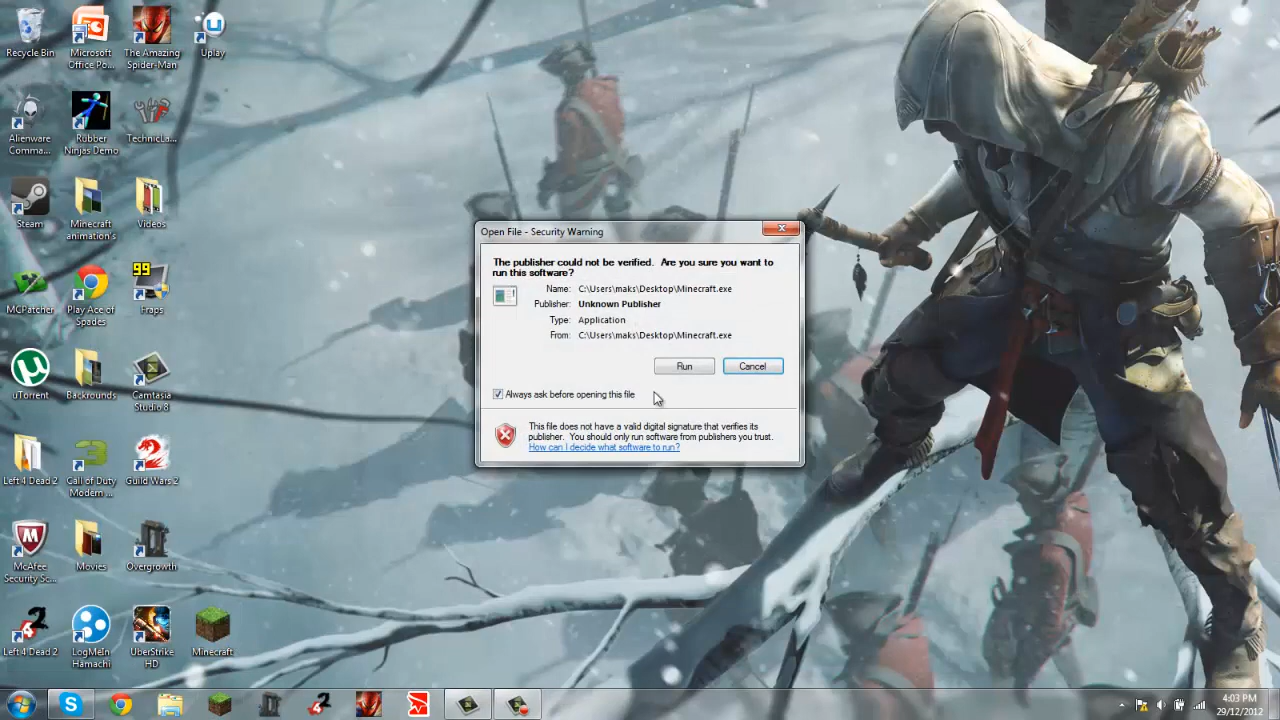 Recycle Bin
Microsoft Office Po...
The Amazing Spider-Man
Uplay
Alienware Comma...
Rubber Ninjas Demo
TechnicLa...
Steam
Minecraft animation's
Videos
MCPatcher
Play Ace of Spades
99
Fraps
uTorrent
Backrounds
Camtasia Studio 8
Left 4 Dead 2
Call of Duty Modern ...
Guild Wars 2
McAfee Security Sc...
Movies
Overgrowth
Left 4 Dead 2
LogMeIn Hamachi
UberStrike HD
Minecraft
Open File - Security Warning
The publisher could not be verified. Are you sure you want to
run this software?
Name: C:\Users\maks\Desktop\Minecraft.exe
Publisher: Unknown Publisher
Type: Application
From: C:\Users\maks\Desktop\Minecraft.exe
Run
Cancel
Always ask before opening this file
This file does not have a valid digital signature that verifies its
publisher. You should only run software from publishers you trust.
How can I decide what software to run?
4:03 PM
29/12/2012